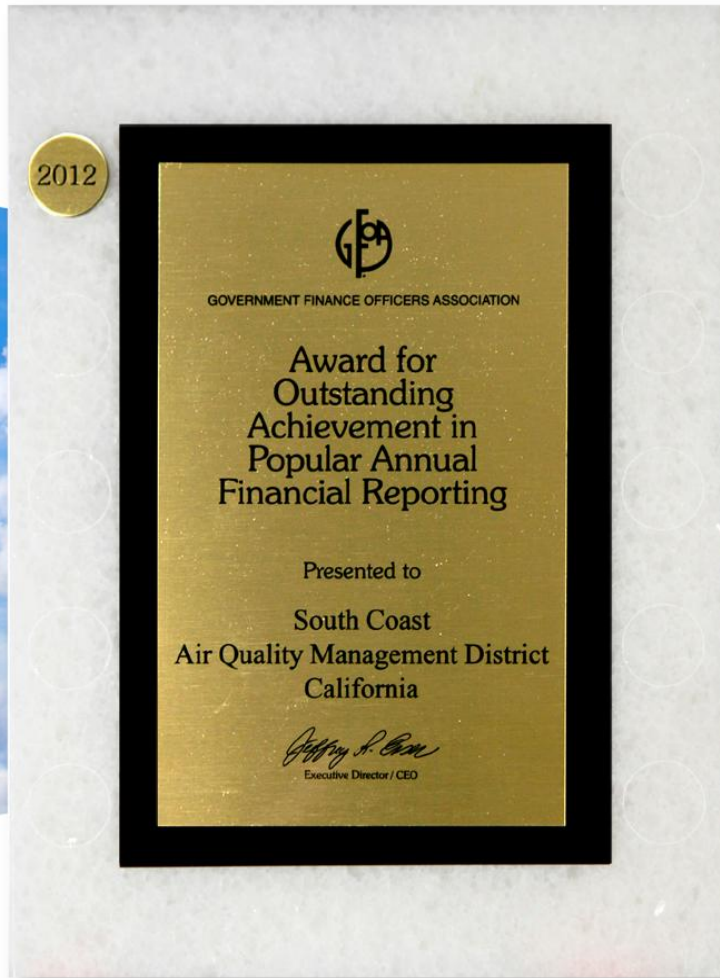 2012
GFOA
GOVERNMENT FINANCE OFFICERS ASSOCIATION
Award for
Outstanding
Achievement in
Popular Annual
Financial Reporting
Presented to
South Coast
Air Quality Management District
California
Executive Director / CEO